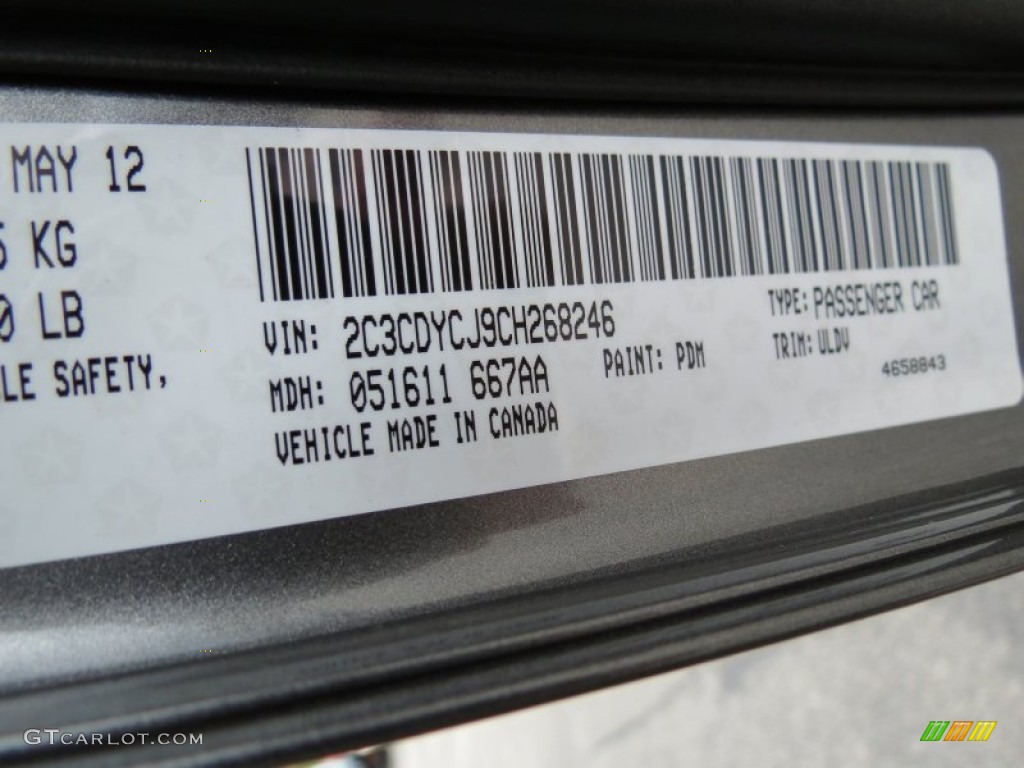 MAY 12
KG
LB
SAFETY,
VIN: 2C3CDYCJ9CH268246
TYPE: PASSENGER CAR
MDH: 051611 667AA
PAINT: PDM
TRIM: ULDV
4658843
VEHICLE MADE IN CANADA
GTCARLOT.COM